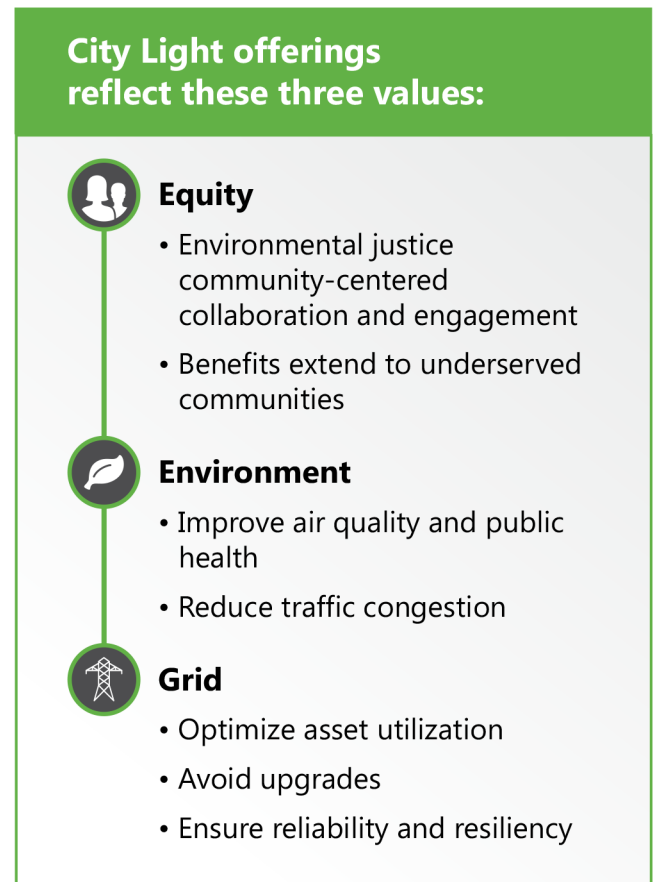 City Light offerings
reflect these three values:
Equity
• Environmental justice
community-centered
collaboration and engagement
• Benefits extend to underserved
communities
Environment
• Improve air quality and public
health
• Reduce traffic congestion
Grid
• Optimize asset utilization
• Avoid upgrades
• Ensure reliability and resiliency